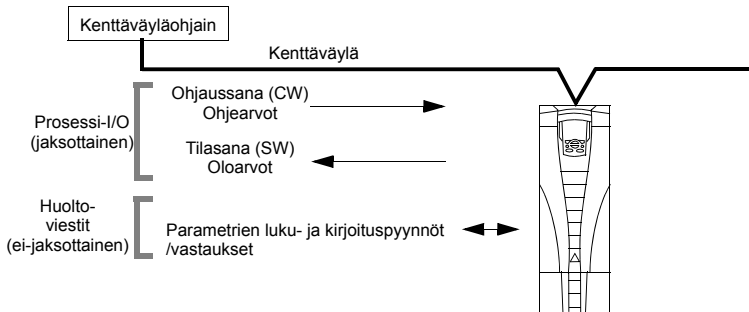 Kenttäväyläohjain
Kenttäväylä
Prosessi-I/O
(jaksottainen)
Ohjaussana (CW)
Ohjearvot
Tilasana (SW)
Oloarvot
Huolto-
viestit
(ei-jaksottainen)
Parametrien luku- ja kirjoituspyynnöt
/vastaukset